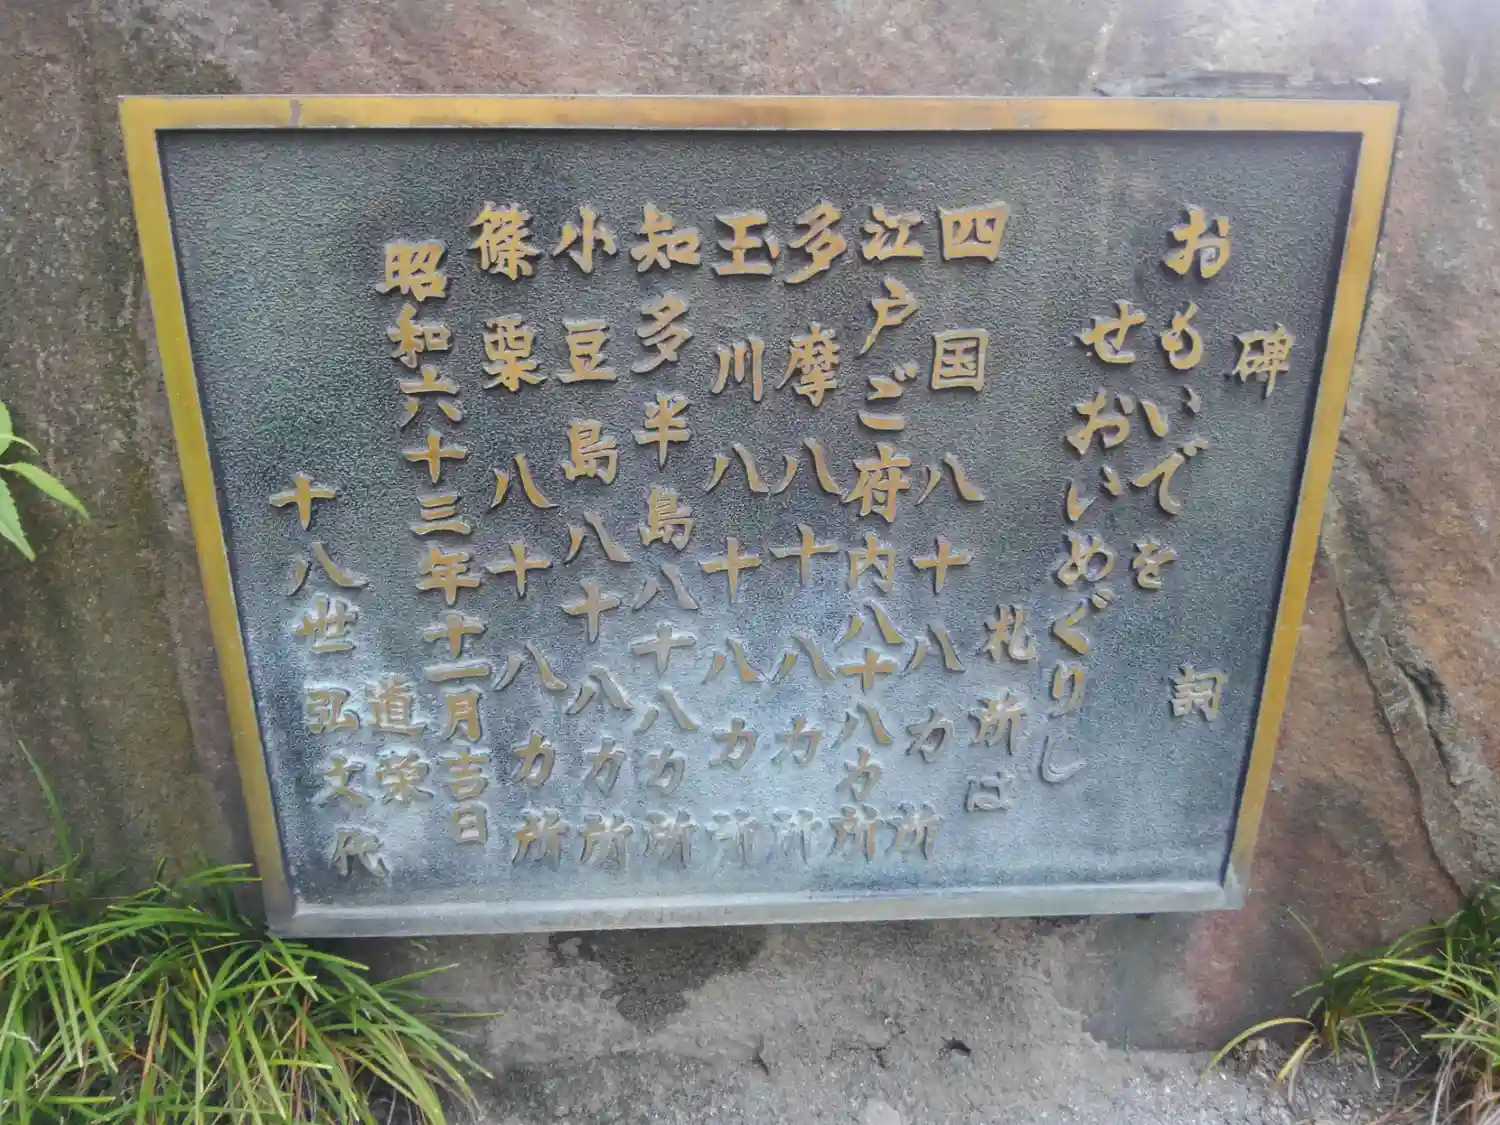 碑詞
おもいでを
せおいめぐりし
札所は
四国八十八カ所
江戸ご府内八十八カ所
多摩八十八カ所
玉川八十八カ所
知多半島八十八カ所
小豆島八十八カ所
篠栗八十八カ所
昭和六十三年十一月吉日
道栄
十八世弘文代